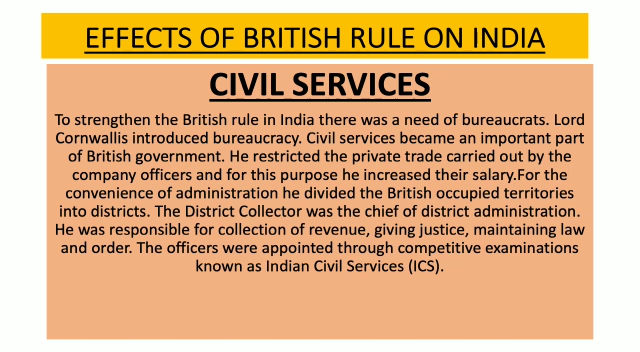 EFFECTS OF BRITISH RULE ON INDIA
CIVIL SERVICES
To strengthen the British rule in India there was a need of bureaucrats. Lord
Cornwallis introduced bureaucracy. Civil services became an important part
of British government. He restricted the private trade carried out by the
company officers and for this purpose he increased their salary.For the
convenience of administration he divided the British occupied territories
into districts. The District Collector was the chief of district administration.
He was responsible for collection of revenue, giving justice, maintaining law
and order. The officers were appointed through competitive examinations
known as Indian Civil Services (ICS).